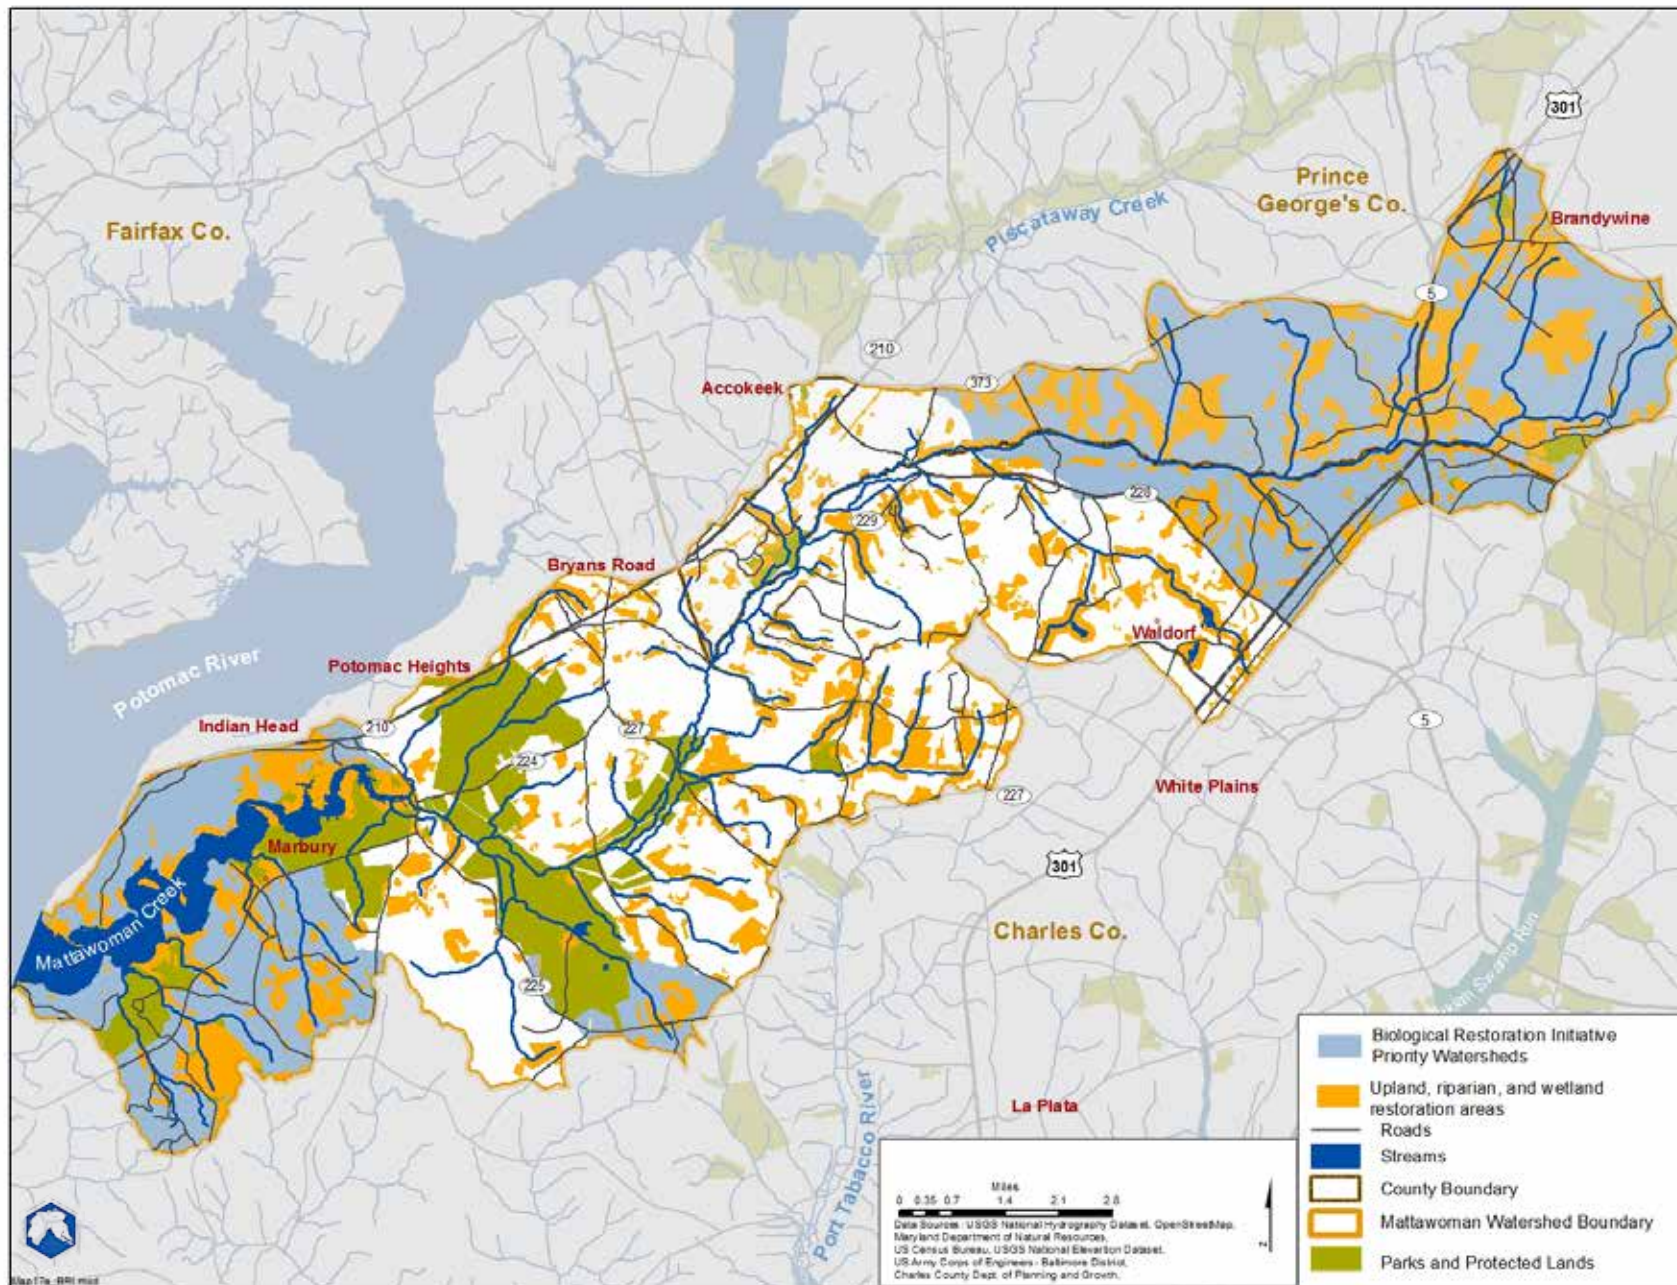 301
Prince
George's Co.
Fairfax Co.
Brandywine
Piscataway Creek
5
210
Accokeek
373
228
229
Bryans Road
Waldorf
Potomac River
Potomac Heights
Indian Head
210
227
5
224
White Plains
227
Marbury
301
Mattawoman Creek
Charles Co.
225
Swamp Run
La Plata
Port Tabacco River
Biological Restoration Initiative
Priority Watersheds
Upland, riparian, and wetland
restoration areas
Roads
Streams
County Boundary
Mattawoman Watershed Boundary
Parks and Protected Lands
Miles
0 0.35 0.7 1.4 2.1 2.8
Data Sources: USGS National Hydrography Dataset, OpenStreetMap,
Maryland Department of Natural Resources,
US Census Bureau, USGS National Elevartion Dataset,
US Army Corps of Engineers - Baltimore District,
Charles County Dept. of Planning and Growth.